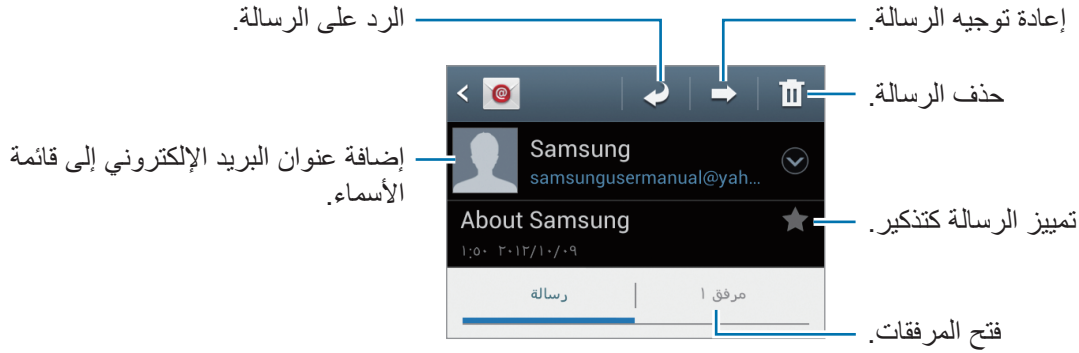 إعادة توجيه الرسالة.
الرد على الرسالة.
حذف الرسالة.
Samsung
samsungusermanual@yah...
إضافة عنوان البريد الإلكتروني إلى قائمة
الأسماء.
About Samsung
تمييز الرسالة كتذكير.
٢٠١٢/١٠/٠٩ ١:٥٠
رسالة
مرفق ١
فتح المرفقات.